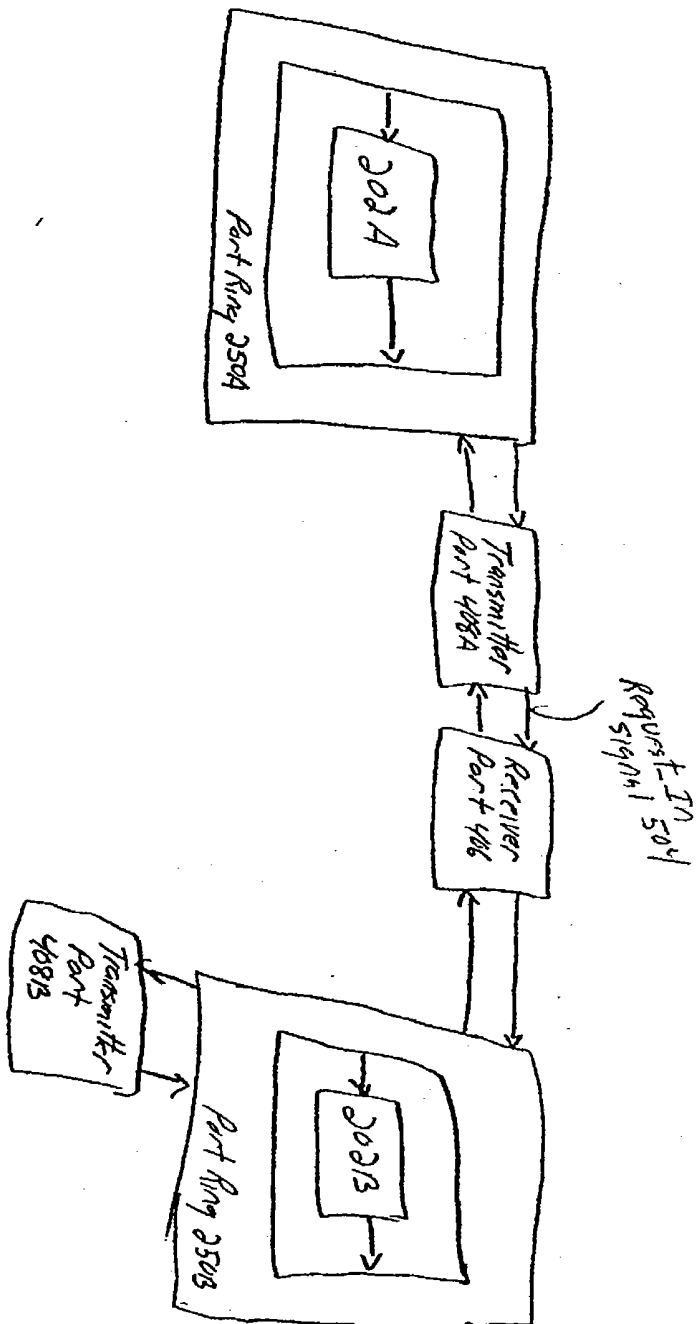 202A
Port Ring 250A
Transmitter
Port 408A
Request_In
signal 504
Receiver
Port 406
202B
Port Ring 250B
Transmitter
Port
408B